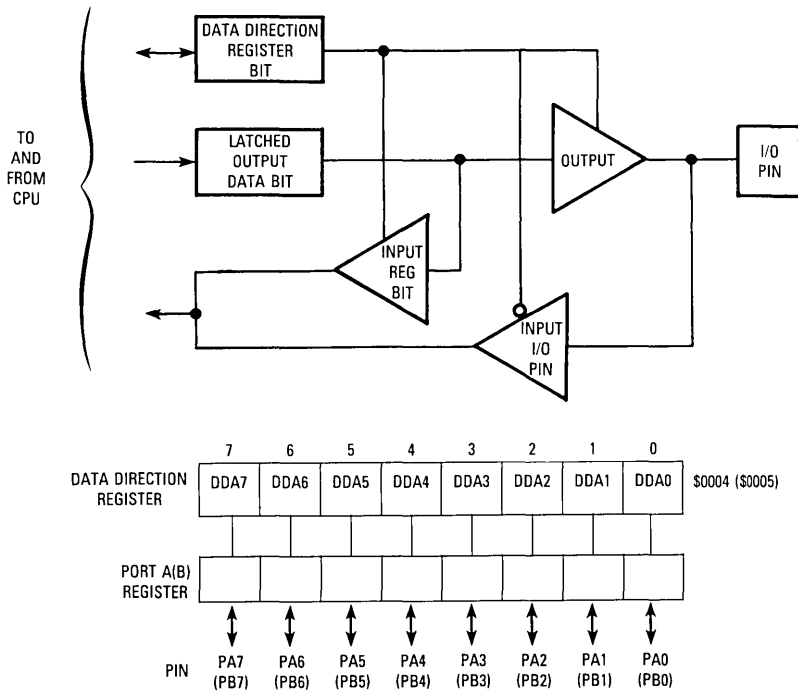 DATA DIRECTION
REGISTER
BIT
TO
AND
FROM
CPU
LATCHED
OUTPUT
DATA BIT
OUTPUT
I/O
PIN
INPUT
REG
BIT
INPUT
I/O
PIN
7 6 5 4 3 2 1 0
DATA DIRECTION
REGISTER
DDA7 DDA6 DDA5 DDA4 DDA3 DDA2 DDA1 DDA0 $0004 ($0005)
PORT A(B)
REGISTER
PIN PA7 PA6 PA5 PA4 PA3 PA2 PA1 PA0
(PB7) (PB6) (PB5) (PB4) (PB3) (PB2) (PB1) (PB0)